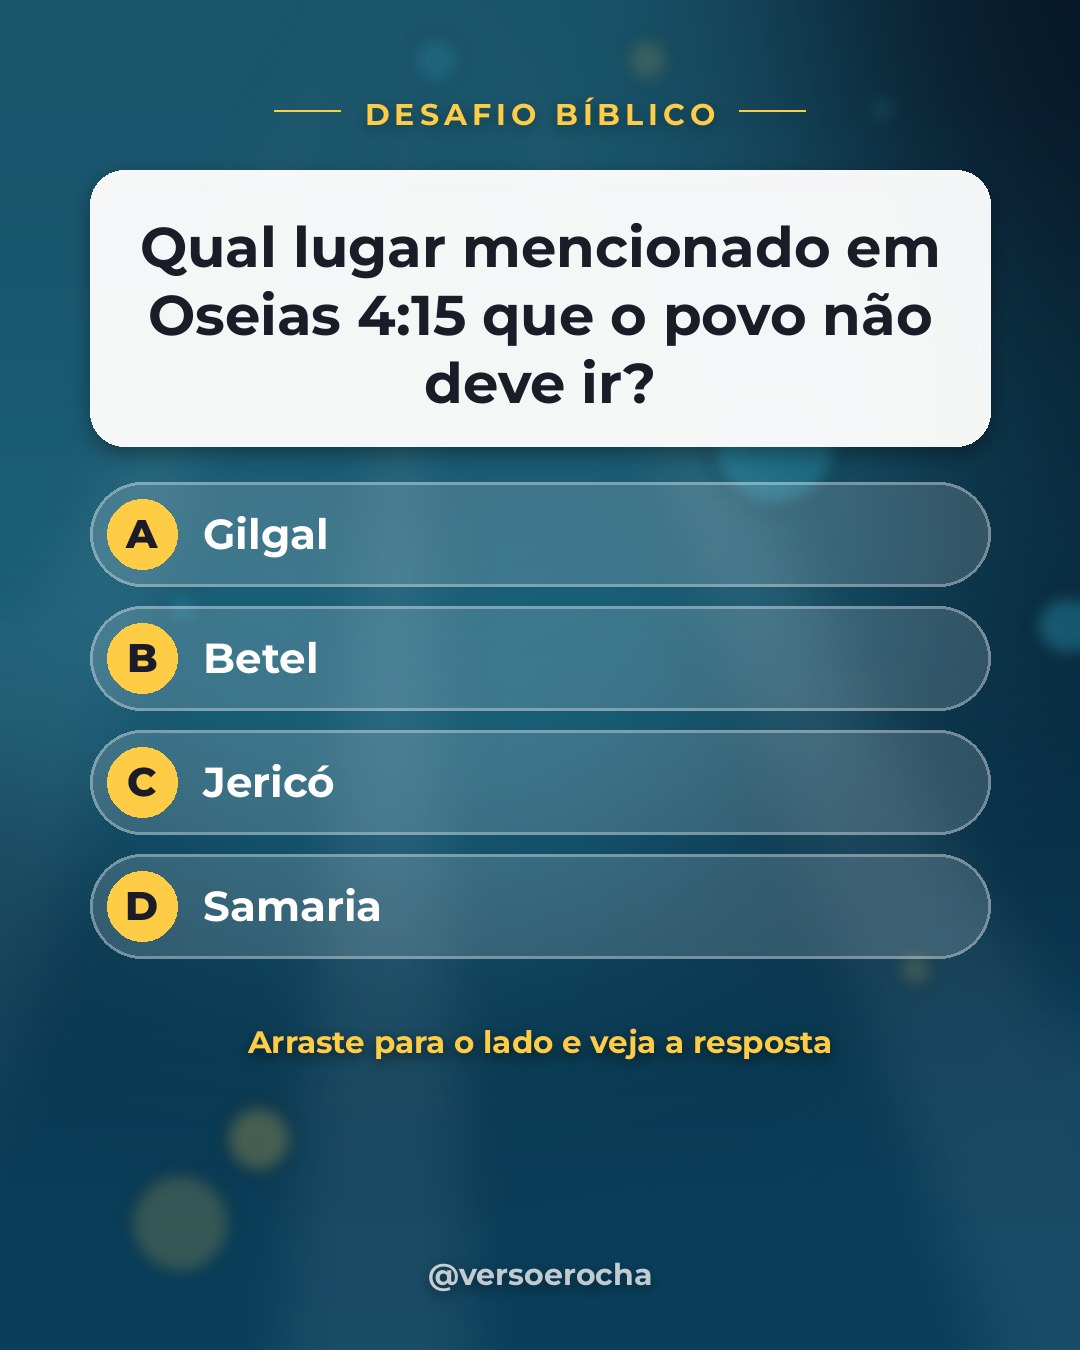 DESAFIO BÍBLICO
Qual lugar mencionado em
Oseias 4:15 que o povo não
deve ir?
A Gilgal
B Betel
C Jericó
D Samaria
Arraste para o lado e veja a resposta
@versoerocha